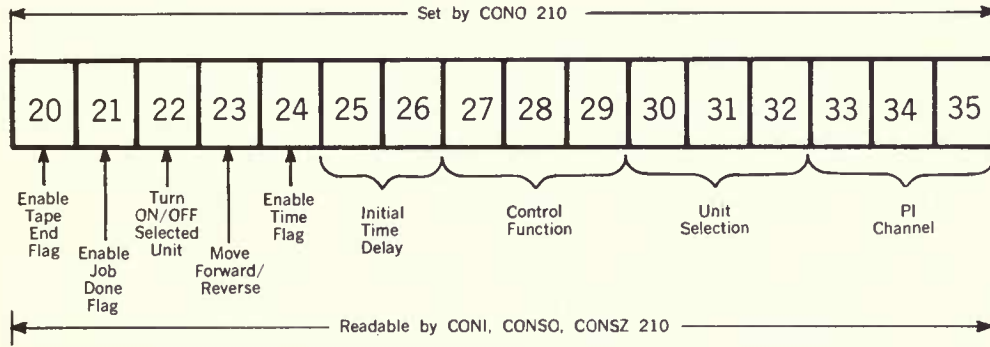 Set by CONO 210
20 21 22 23 24 25 26 27 28 29 30 31 32 33 34 35
Enable
Tape
End
Flag
Enable
Job
Done
Flag
Turn
ON/OFF
Selected
Unit
Move
Forward/
Reverse
Enable
Time
Flag
Initial
Time
Delay
Control
Function
Unit
Selection
PI
Channel
Readable by CONI, CONSO, CONSZ 210